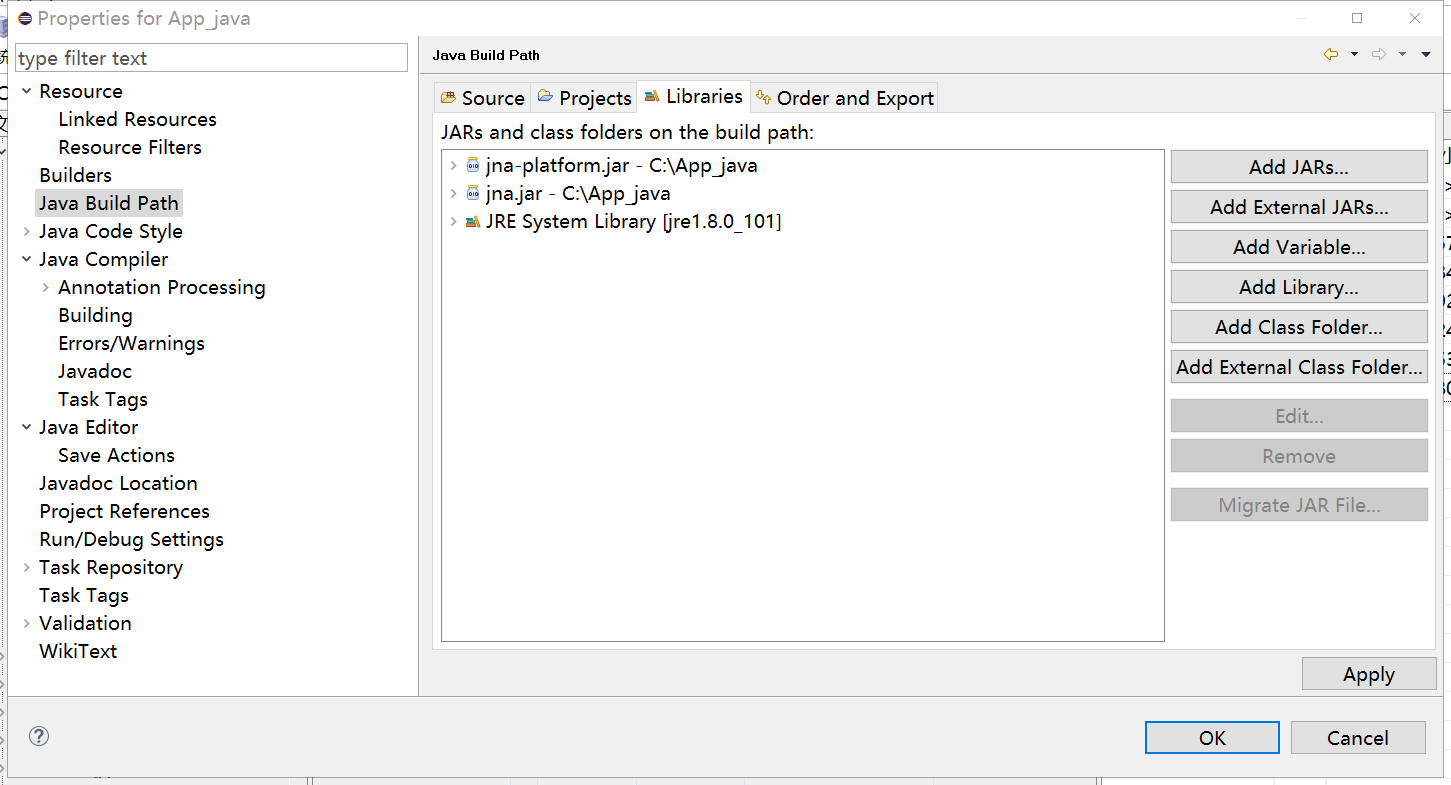 Properties for App_java
type filter text
Resource
Linked Resources
Resource Filters
Builders
Java Build Path
Java Code Style
Java Compiler
Annotation Processing
Building
Errors/Warnings
Javadoc
Task Tags
Java Editor
Save Actions
Javadoc Location
Project References
Run/Debug Settings
Task Repository
Task Tags
Validation
WikiText
Java Build Path
Source Projects Libraries Order and Export
JARs and class folders on the build path:
jna-platform.jar - C:\App_java
jna.jar - C:\App_java
JRE System Library [jre1.8.0_101]
Add JARs...
Add External JARs...
Add Variable...
Add Library...
Add Class Folder...
Add External Class Folder...
Edit...
Remove
Migrate JAR File...
Apply
OK Cancel